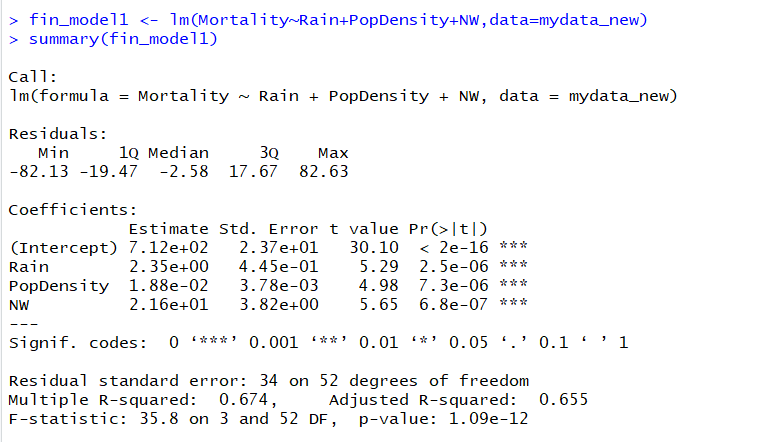 > fin_model1 <- lm(Mortality~Rain+PopDensity+NW,data=mydata_new)
> summary(fin_model1)
Call:
lm(formula = Mortality ~ Rain + PopDensity + NW, data = mydata_new)
Residuals:
   Min     1Q Median     3Q    Max
-82.13 -19.47  -2.58  17.67  82.63
Coefficients:
            Estimate Std. Error t value Pr(>|t|)
(Intercept) 7.12e+02   2.37e+01   30.10  < 2e-16 ***
Rain        2.35e+00   4.45e-01    5.29  2.5e-06 ***
PopDensity  1.88e-02   3.78e-03    4.98  7.3e-06 ***
NW          2.16e+01   3.82e+00    5.65  6.8e-07 ***
---
Signif. codes:  0 ‘***’ 0.001 ‘**’ 0.01 ‘*’ 0.05 ‘.’ 0.1 ‘ ’ 1
Residual standard error: 34 on 52 degrees of freedom
Multiple R-squared:  0.674,     Adjusted R-squared:  0.655
F-statistic: 35.8 on 3 and 52 DF,  p-value: 1.09e-12